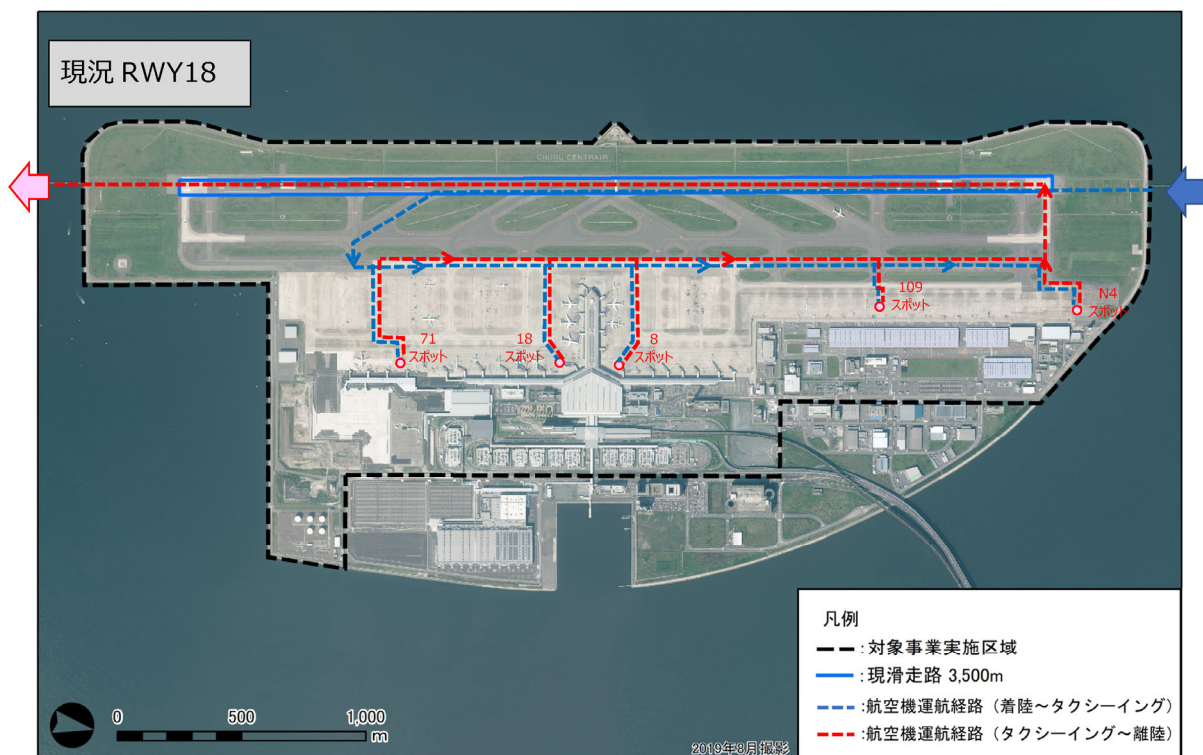 現況 RWY18
CHUBU CENTRAIR
71
スポット
18
スポット
8
スポット
109
スポット
N4
スポット
凡例
:対象事業実施区域
:現滑走路 3,500m
:航空機運航経路（着陸～タクシーイング）
:航空機運航経路（タクシーイング～離陸）
0 500 1,000
m
2019年8月撮影